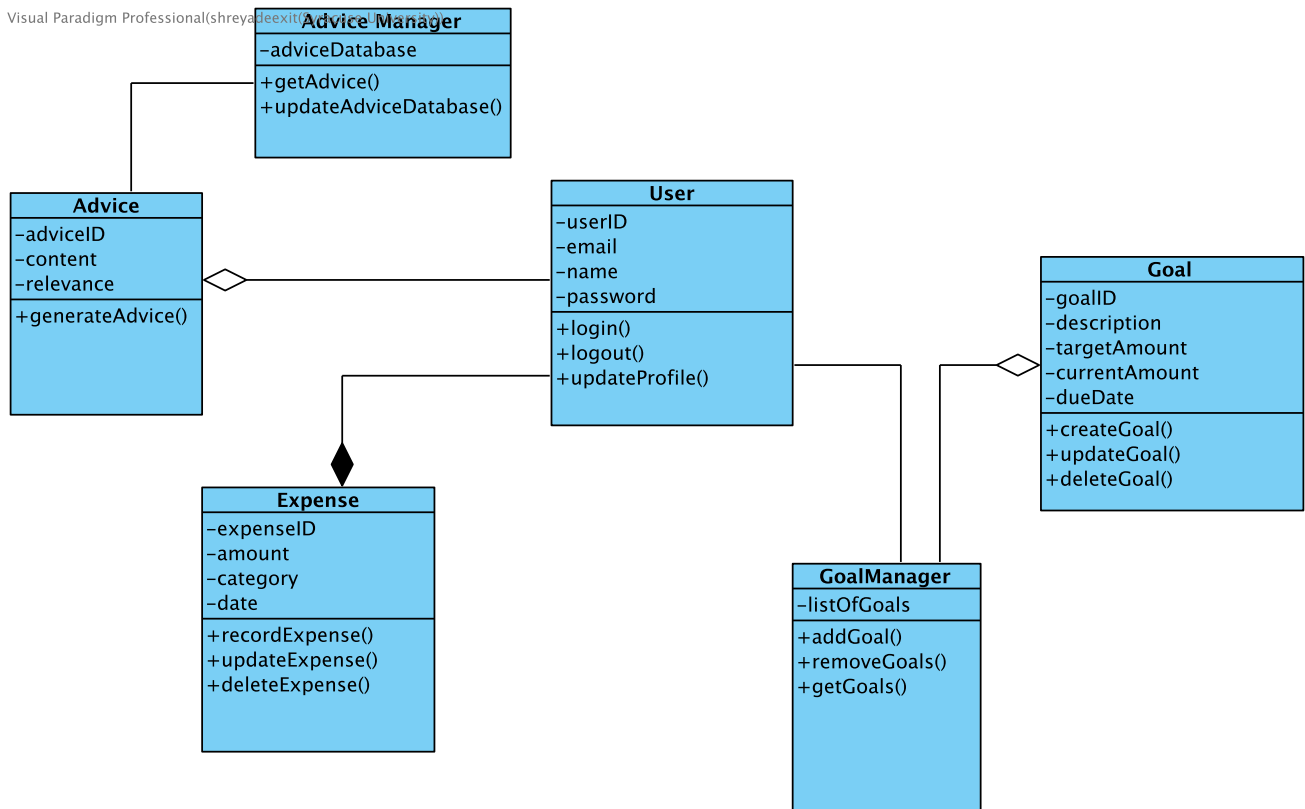 Visual Paradigm Professional(shreyadeexit(Syracuse University))
Advice Manager
-adviceDatabase
+getAdvice()
+updateAdviceDatabase()
Advice
-adviceID
-content
-relevance
+generateAdvice()
User
-userID
-email
-name
-password
+login()
+logout()
+updateProfile()
Goal
-goalID
-description
-targetAmount
-currentAmount
-dueDate
+createGoal()
+updateGoal()
+deleteGoal()
Expense
-expenseID
-amount
-category
-date
+recordExpense()
+updateExpense()
+deleteExpense()
GoalManager
-listOfGoals
+addGoal()
+removeGoals()
+getGoals()